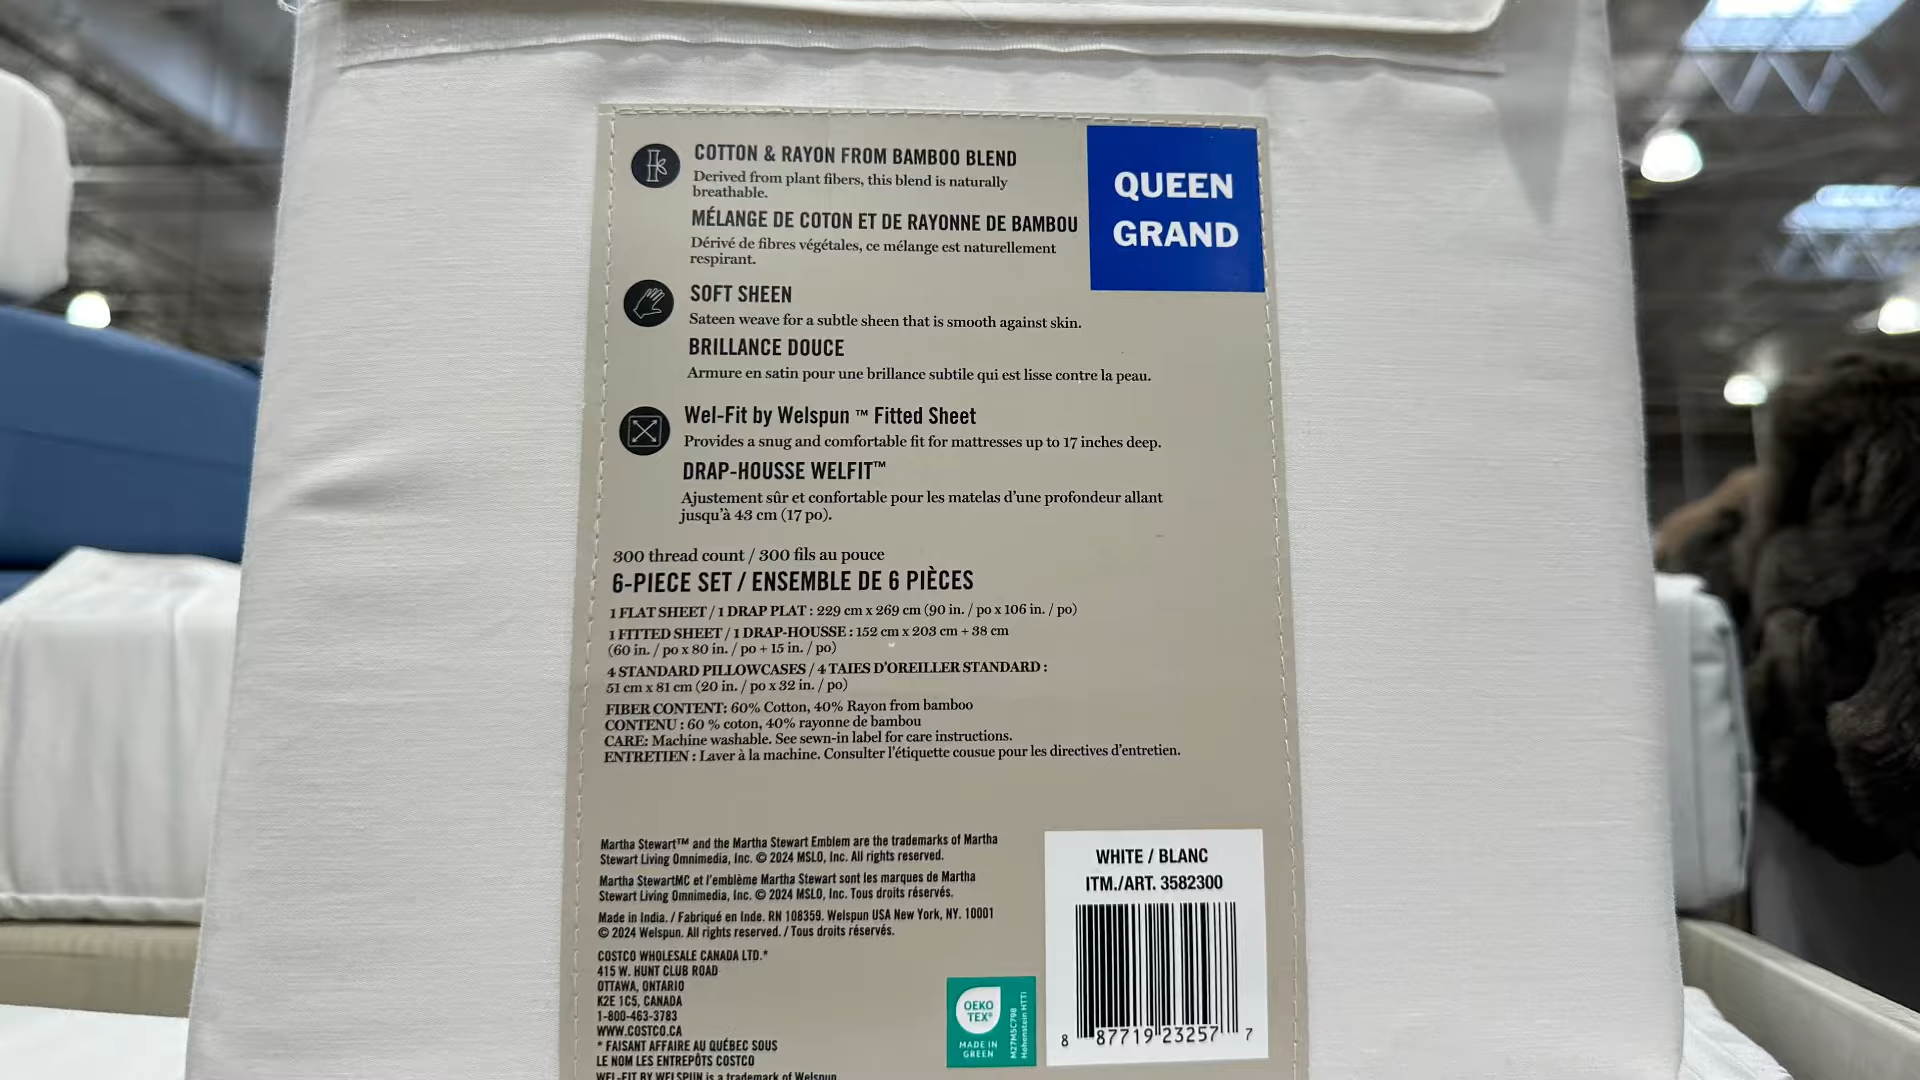 COTTON & RAYON FROM BAMBOO BLEND
Derived from plant fibers, this blend is naturally
breathable.
MÉLANGE DE COTON ET DE RAYONNE DE BAMBOU
Dérivé de fibres végétales, ce mélange est naturellement
respirant.
QUEEN
GRAND
SOFT SHEEN
Sateen weave for a subtle sheen that is smooth against skin.
BRILLANCE DOUCE
Armure en satin pour une brillance subtile qui est lisse contre la peau.
Wel-Fit by Welspun ™ Fitted Sheet
Provides a snug and comfortable fit for mattresses up to 17 inches deep.
DRAP-HOUSSE WELFIT™
Ajustement sûr et confortable pour les matelas d'une profondeur allant
jusqu'à 43 cm (17 po).
300 thread count / 300 fils au pouce
6-PIECE SET / ENSEMBLE DE 6 PIÈCES
1 FLAT SHEET / 1 DRAP PLAT : 229 cm x 269 cm (90 in. / po x 106 in. / po)
1 FITTED SHEET / 1 DRAP-HOUSSE : 152 cm x 203 cm + 38 cm
(60 in. / po x 80 in. / po + 15 in. / po)
4 STANDARD PILLOWCASES / 4 TAIES D'OREILLER STANDARD :
51 cm x 81 cm (20 in. / po x 32 in. / po)
FIBER CONTENT: 60% Cotton, 40% Rayon from bamboo
CONTENU : 60 % coton, 40% rayonne de bambou
CARE: Machine washable. See sewn-in label for care instructions.
ENTRETIEN : Laver à la machine. Consulter l'étiquette cousue pour les directives d'entretien.
Martha Stewart™ and the Martha Stewart Emblem are the trademarks of Martha
Stewart Living Omnimedia, Inc. © 2024 MSLO, Inc. All rights reserved.
Martha StewartMC et l'emblème Martha Stewart sont les marques de Martha
Stewart Living Omnimedia, Inc. © 2024 MSLO, Inc. Tous droits réservés.
Made in India. / Fabriqué en Inde. RN 108359. Welspun USA New York, NY. 10001
© 2024 Welspun. All rights reserved. / Tous droits réservés.
COSTCO WHOLESALE CANADA LTD.*
415 W. HUNT CLUB ROAD
OTTAWA, ONTARIO
K2E 1C5, CANADA
1-800-463-3783
WWW.COSTCO.CA
* FAISANT AFFAIRE AU QUÉBEC SOUS
LE NOM LES ENTREPÔTS COSTCO
WEL-FIT BY WELSPUN is a trademark of Welspun
OEKO
TEX®
MADE IN
GREEN
M27M5C798
Hohenstein HTTI
WHITE / BLANC
ITM./ART. 3582300
8 87719 23257 7